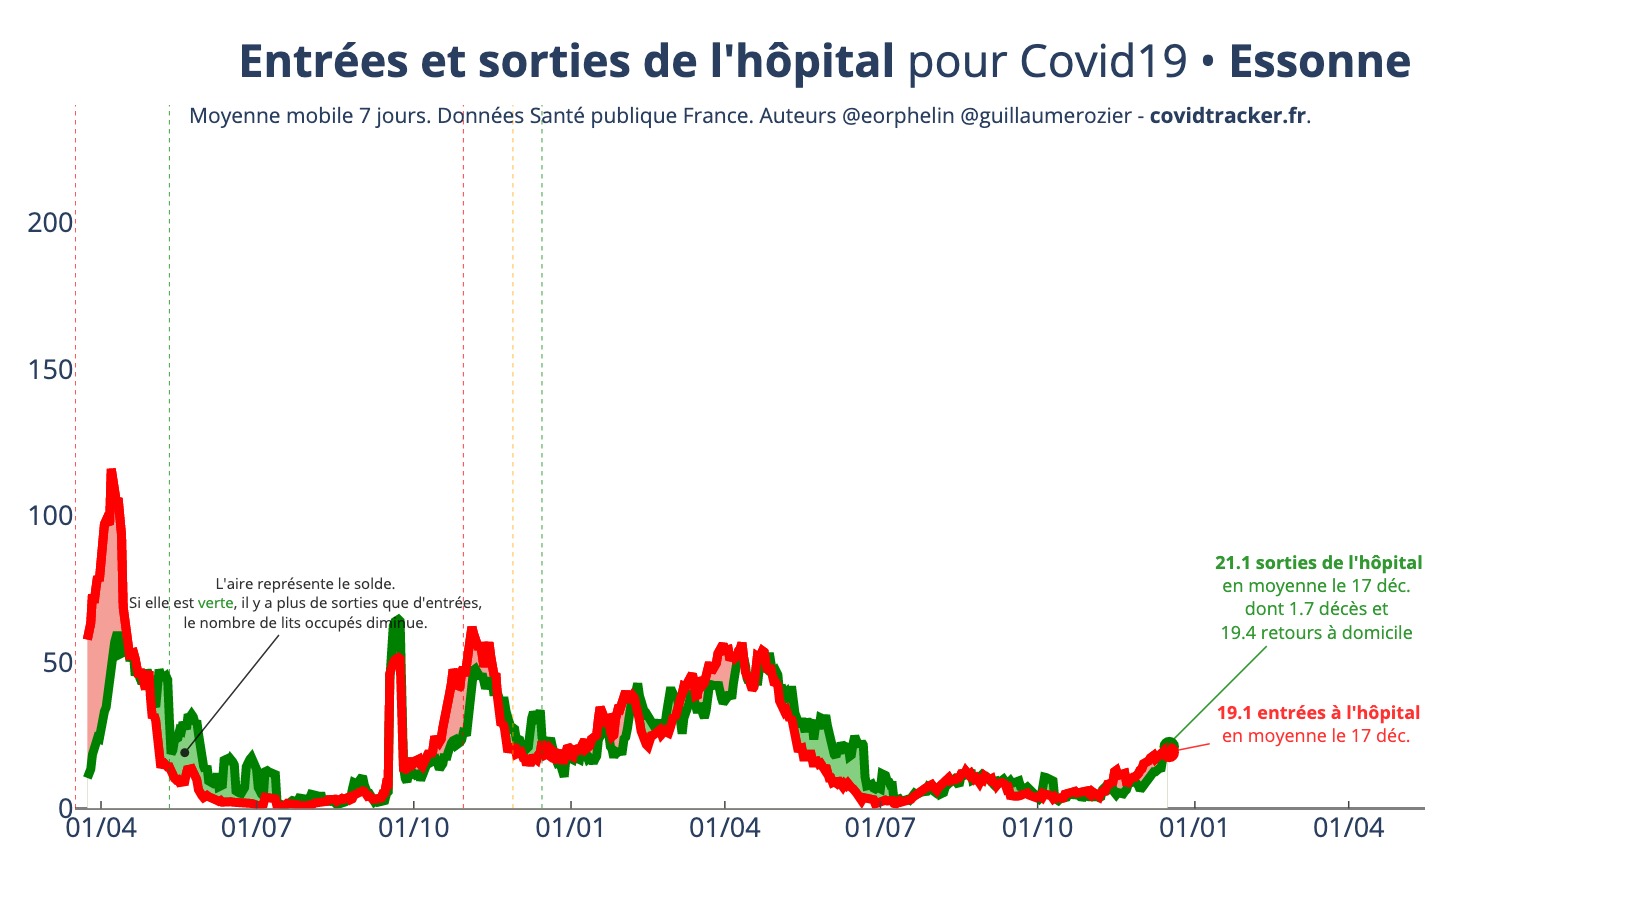 Entrées et sorties de l'hôpital pour Covid19 • Essonne
Moyenne mobile 7 jours. Données Santé publique France. Auteurs @eorphelin @guillaumerozier - covidtracker.fr.
200
150
100
50
0
L'aire représente le solde.
Si elle est verte, il y a plus de sorties que d'entrées,
le nombre de lits occupés diminue.
21.1 sorties de l'hôpital
en moyenne le 17 déc.
dont 1.7 décès et
19.4 retours à domicile
19.1 entrées à l'hôpital
en moyenne le 17 déc.
01/04 01/07 01/10 01/01 01/04 01/07 01/10 01/01 01/04